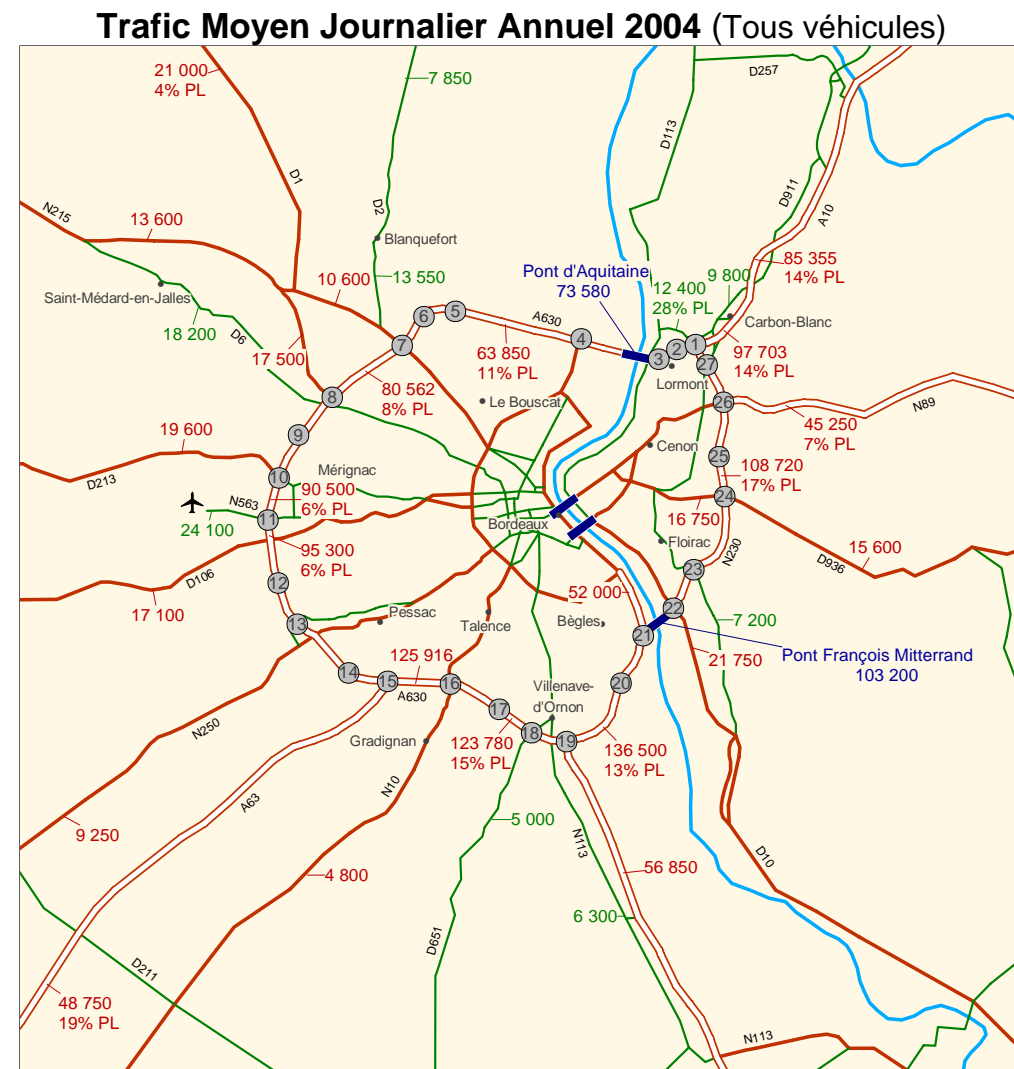 Trafic Moyen Journalier Annuel 2004 (Tous véhicules)
21 000
4% PL
7 850
D257
D113
D1
D2
D911
A10
N215
13 600
Blanquefort
13 550
10 600
Pont d'Aquitaine
73 580
85 355
14% PL
12 400
28% PL
9 800
Saint-Médard-en-Jalles
18 200
D6
Carbon-Blanc
6
5
A630
4
7
3
2
1
27
17 500
63 850
11% PL
97 703
14% PL
Lormont
80 562
8% PL
8
Le Bouscat
26
N89
45 250
7% PL
19 600
9
Cenon
25
D213
10
Mérignac
90 500
6% PL
108 720
17% PL
24
N563
11
24 100
Bordeaux
16 750
Floirac
N230
15 600
D936
95 300
6% PL
D106
17 100
12
23
52 000
22
7 200
Pessac
Talence
Bègles
13
21
21 750
Pont François Mitterrand
103 200
14
15
125 916
16
A630
20
Villenave-
d'Ornon
17
18
19
N250
Gradignan
123 780
15% PL
136 500
13% PL
A63
N10
9 250
5 000
N113
D10
4 800
56 850
6 300
D651
D211
48 750
19% PL
N113